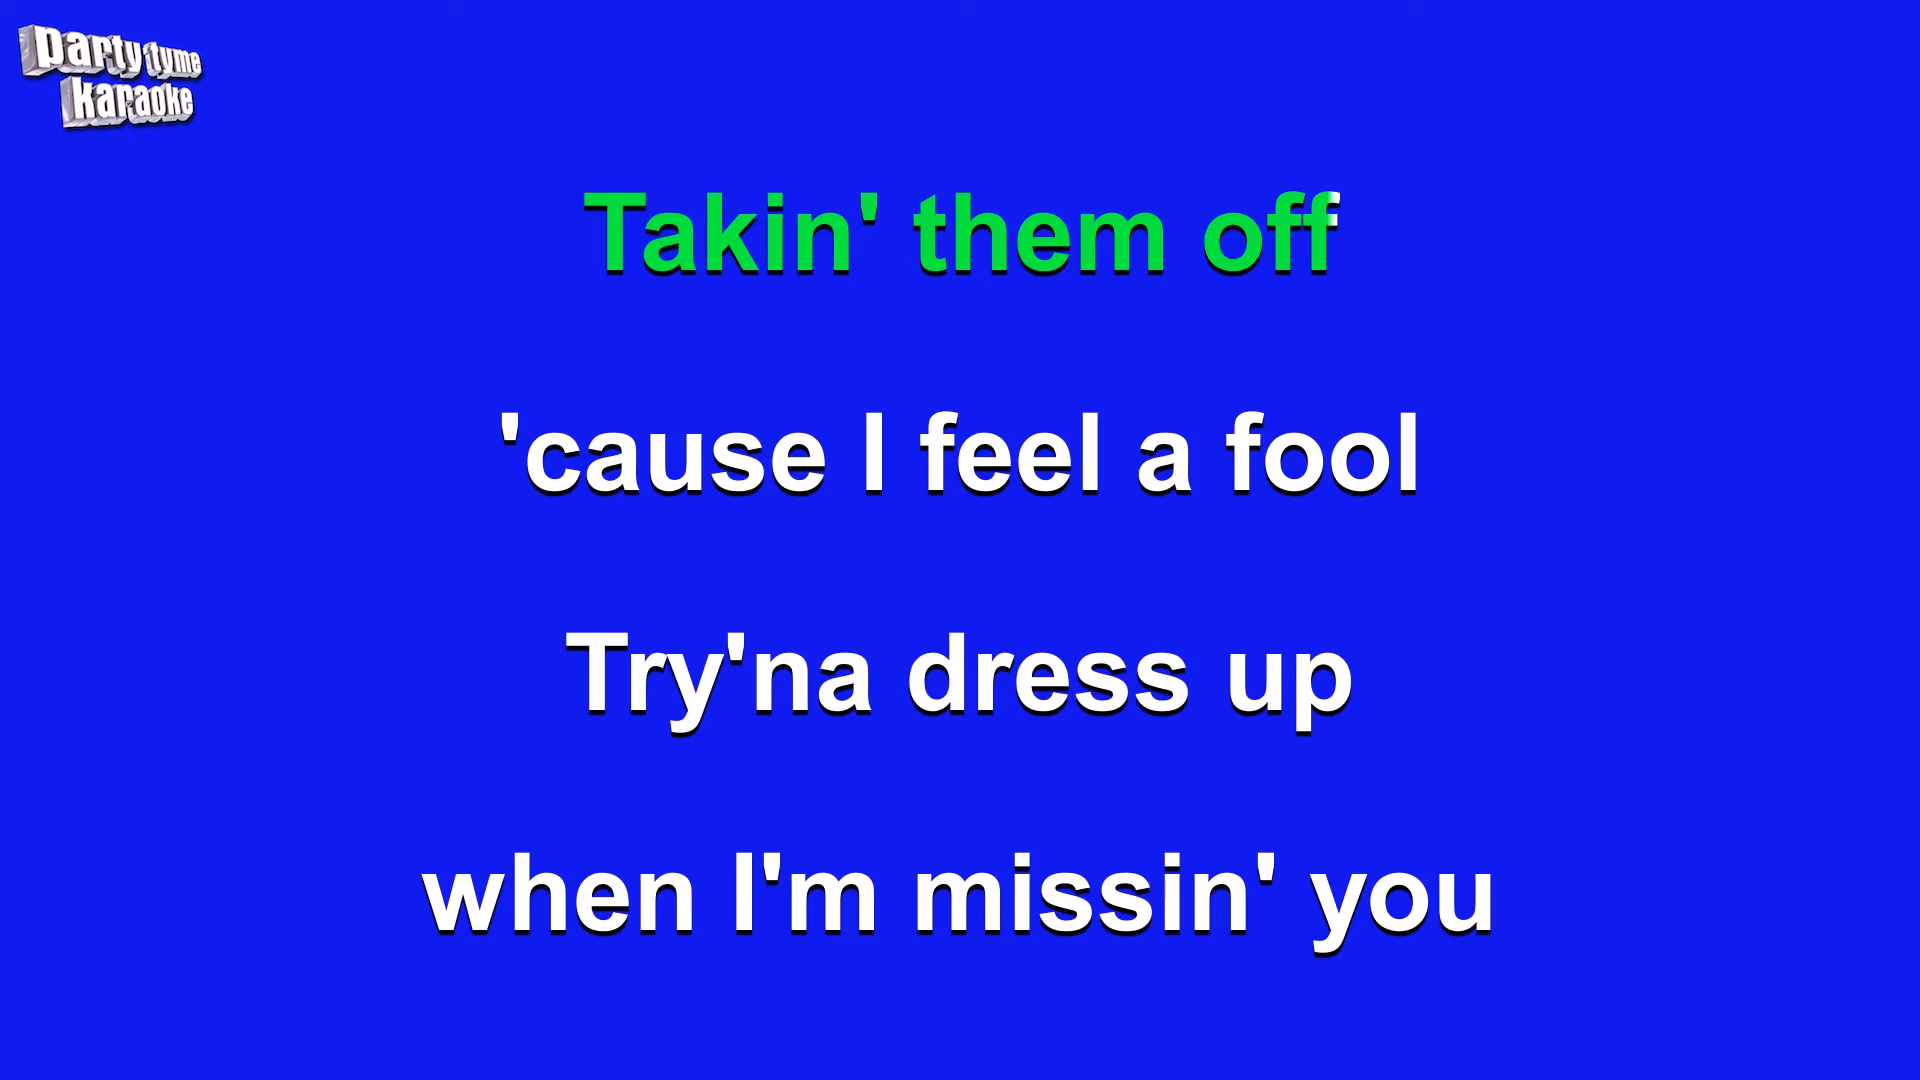 party tyme
karaoke
Takin' them off
'cause I feel a fool
Try'na dress up
when I'm missin' you